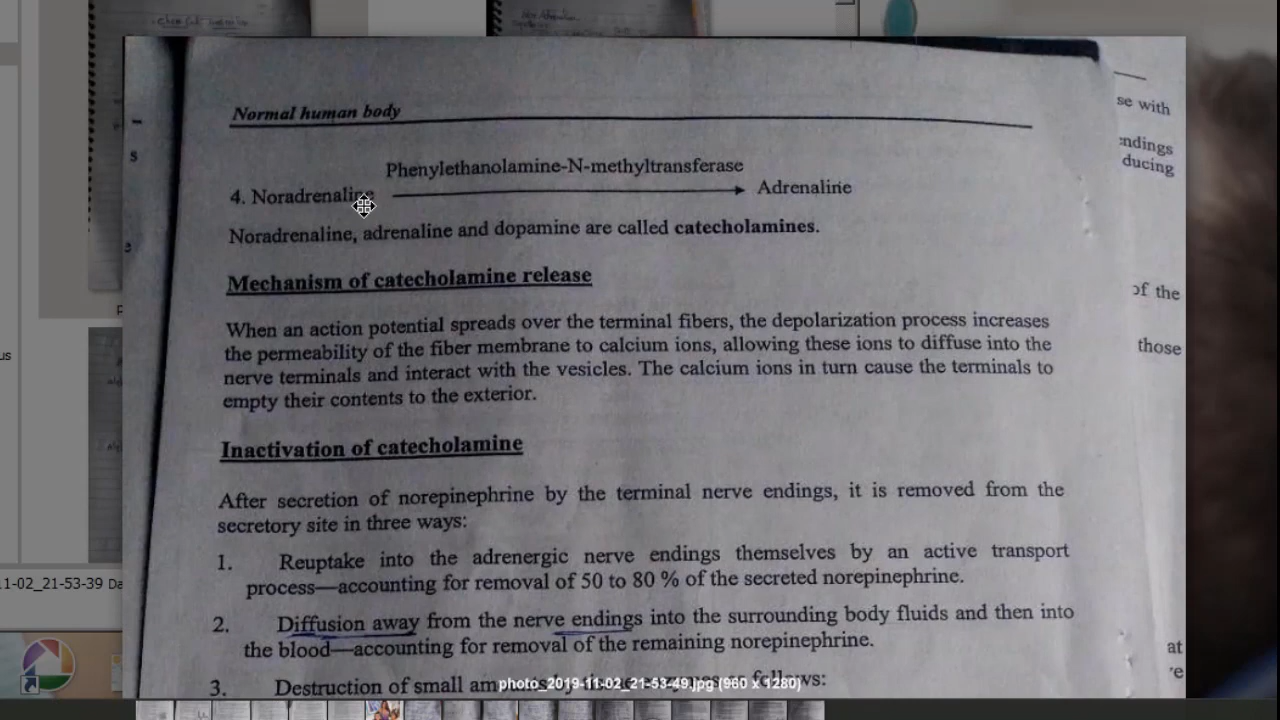 Normal human body
Phenylethanolamine-N-methyltransferase
4. Noradrenaline Adrenaline
Noradrenaline, adrenaline and dopamine are called catecholamines.
Mechanism of catecholamine release
When an action potential spreads over the terminal fibers, the depolarization process increases
the permeability of the fiber membrane to calcium ions, allowing these ions to diffuse into the
nerve terminals and interact with the vesicles. The calcium ions in turn cause the terminals to
empty their contents to the exterior.
Inactivation of catecholamine
After secretion of norepinephrine by the terminal nerve endings, it is removed from the
secretory site in three ways:
1. Reuptake into the adrenergic nerve endings themselves by an active transport
process—accounting for removal of 50 to 80 % of the secreted norepinephrine.
2. Diffusion away from the nerve endings into the surrounding body fluids and then into
the blood—accounting for removal of the remaining norepinephrine.
3. Destruction of small follows:
photo_2019-11-02_21-53-49.jpg (960 x 1280)
se with
ndings
ducing
of the
those
at
11-02_21-53-39
us